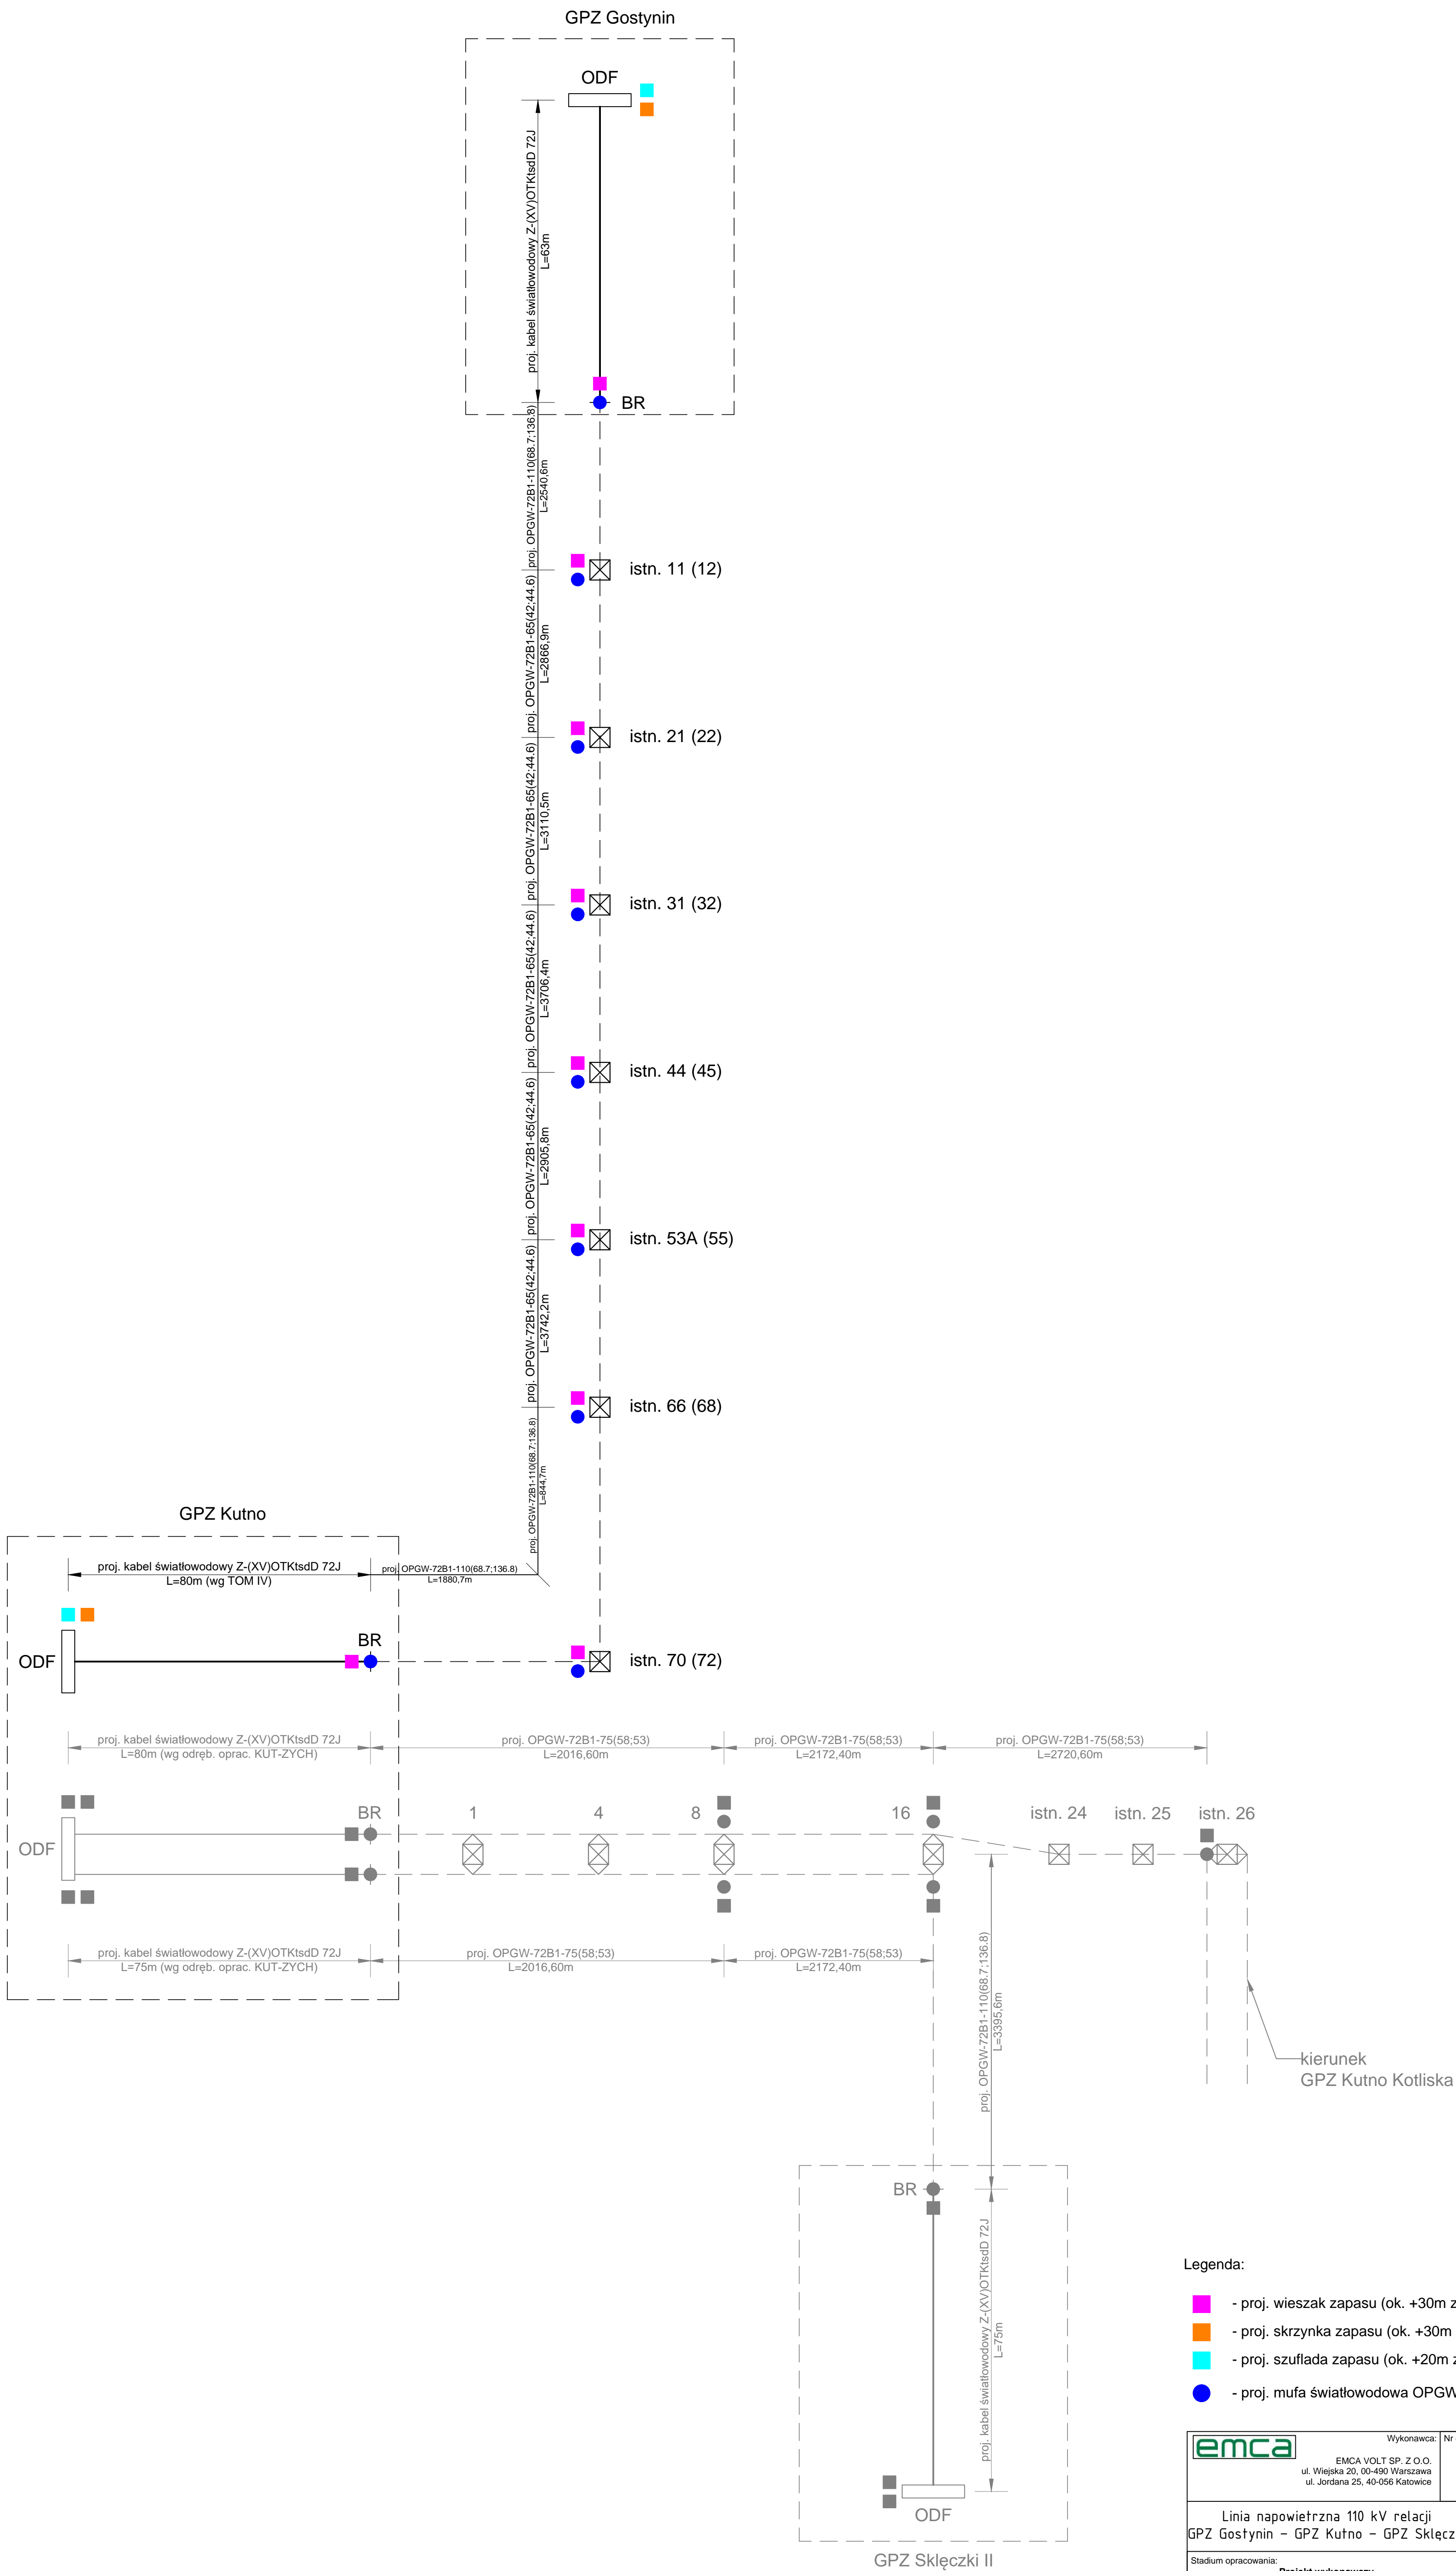 GPZ Gostynin
ODF
proj. kabel światłowodowy Z-(XV)OTKtsdD 72J
L=63m
BR
proj. OPGW-72B1-110(68.7;136.8)
L=2540,6m
istn. 11 (12)
proj. OPGW-72B1-65(42;44.6)
L=2866,9m
istn. 21 (22)
proj. OPGW-72B1-65(42;44.6)
L=3110,5m
istn. 31 (32)
proj. OPGW-72B1-65(42;44.6)
L=3706,4m
istn. 44 (45)
proj. OPGW-72B1-65(42;44.6)
L=2905,8m
istn. 53A (55)
proj. OPGW-72B1-65(42;44.6)
L=3742,2m
istn. 66 (68)
proj. OPGW-72B1-110(68.7;136.8)
L=844,7m
GPZ Kutno
proj. kabel światłowodowy Z-(XV)OTKtsdD 72J
L=80m (wg TOM IV)
proj. OPGW-72B1-110(68.7;136.8)
L=1880,7m
BR
ODF
istn. 70 (72)
proj. kabel światłowodowy Z-(XV)OTKtsdD 72J
L=80m (wg odręb. oprac. KUT-ZYCH)
proj. OPGW-72B1-75(58;53)
L=2016,60m
proj. OPGW-72B1-75(58;53)
L=2172,40m
proj. OPGW-72B1-75(58;53)
L=2720,60m
ODF
BR
1
4
8
16
istn. 24
istn. 25
istn. 26
proj. kabel światłowodowy Z-(XV)OTKtsdD 72J
L=75m (wg odręb. oprac. KUT-ZYCH)
proj. OPGW-72B1-75(58;53)
L=2016,60m
proj. OPGW-72B1-75(58;53)
L=2172,40m
proj. OPGW-72B1-110(68.7;136.8)
L=3395,6m
kierunek
GPZ Kutno Kotliska
BR
proj. kabel światłowodowy Z-(XV)OTKtsdD 72J
L=75m
ODF
GPZ Sklęczki II
Legenda:
- proj. wieszak zapasu (ok. +30m z
- proj. skrzynka zapasu (ok. +30m
- proj. szuflada zapasu (ok. +20m z
- proj. mufa światłowodowa OPGW
emca
Wykonawca:
Nr
EMCA VOLT SP. Z O.O.
ul. Wiejska 20, 00-490 Warszawa
ul. Jordana 25, 40-056 Katowice
Linia napowietrzna 110 kV relacji
GPZ Gostynin – GPZ Kutno – GPZ Sklęcz
Stadium opracowania: